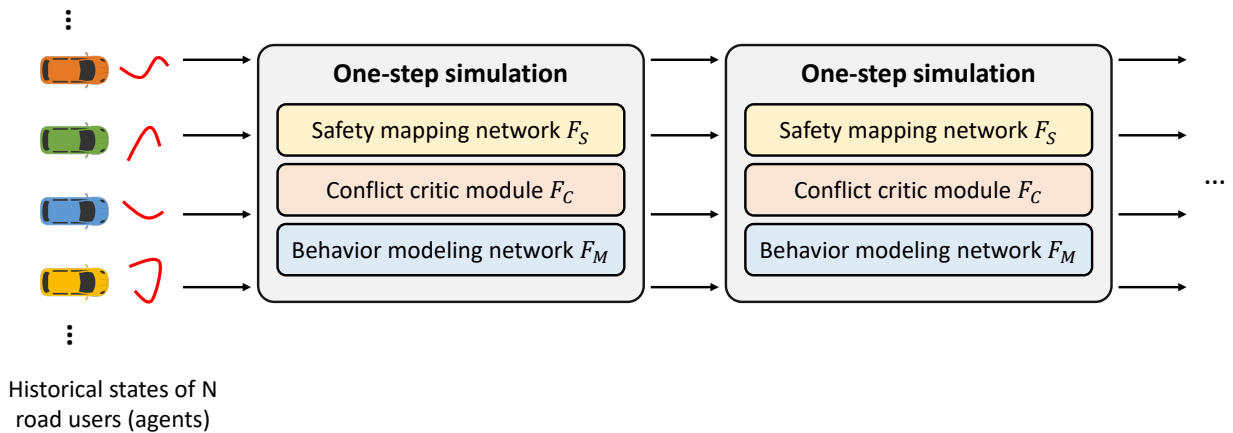 One-step simulation
Safety mapping network F_S
Conflict critic module F_C
Behavior modeling network F_M
One-step simulation
Safety mapping network F_S
Conflict critic module F_C
Behavior modeling network F_M
...
Historical states of N
road users (agents)